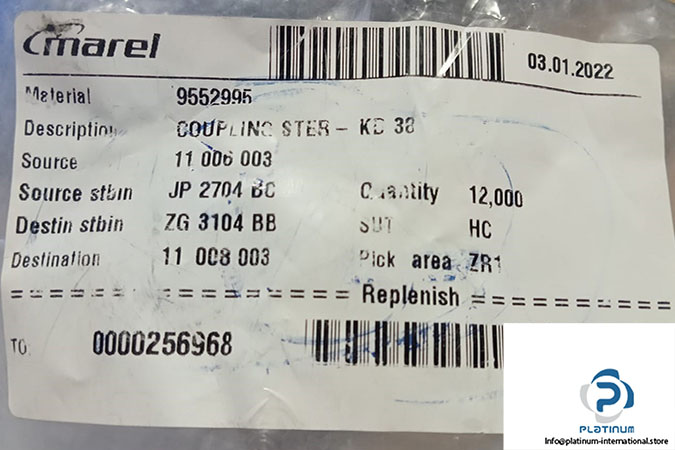 marel
03.01.2022
Material 9552995
Description COUPLING STER - KB 38
Source 11 006 003
Source stbin JP 2704 BC Quantity 12,000
Destin stbin ZG 3104 BB SUT HC
Destination 11 008 003 Pick area ZR1
================== Replenish ============
TO: 0000256968
P
PLATINUM
Info@platinum-international.store